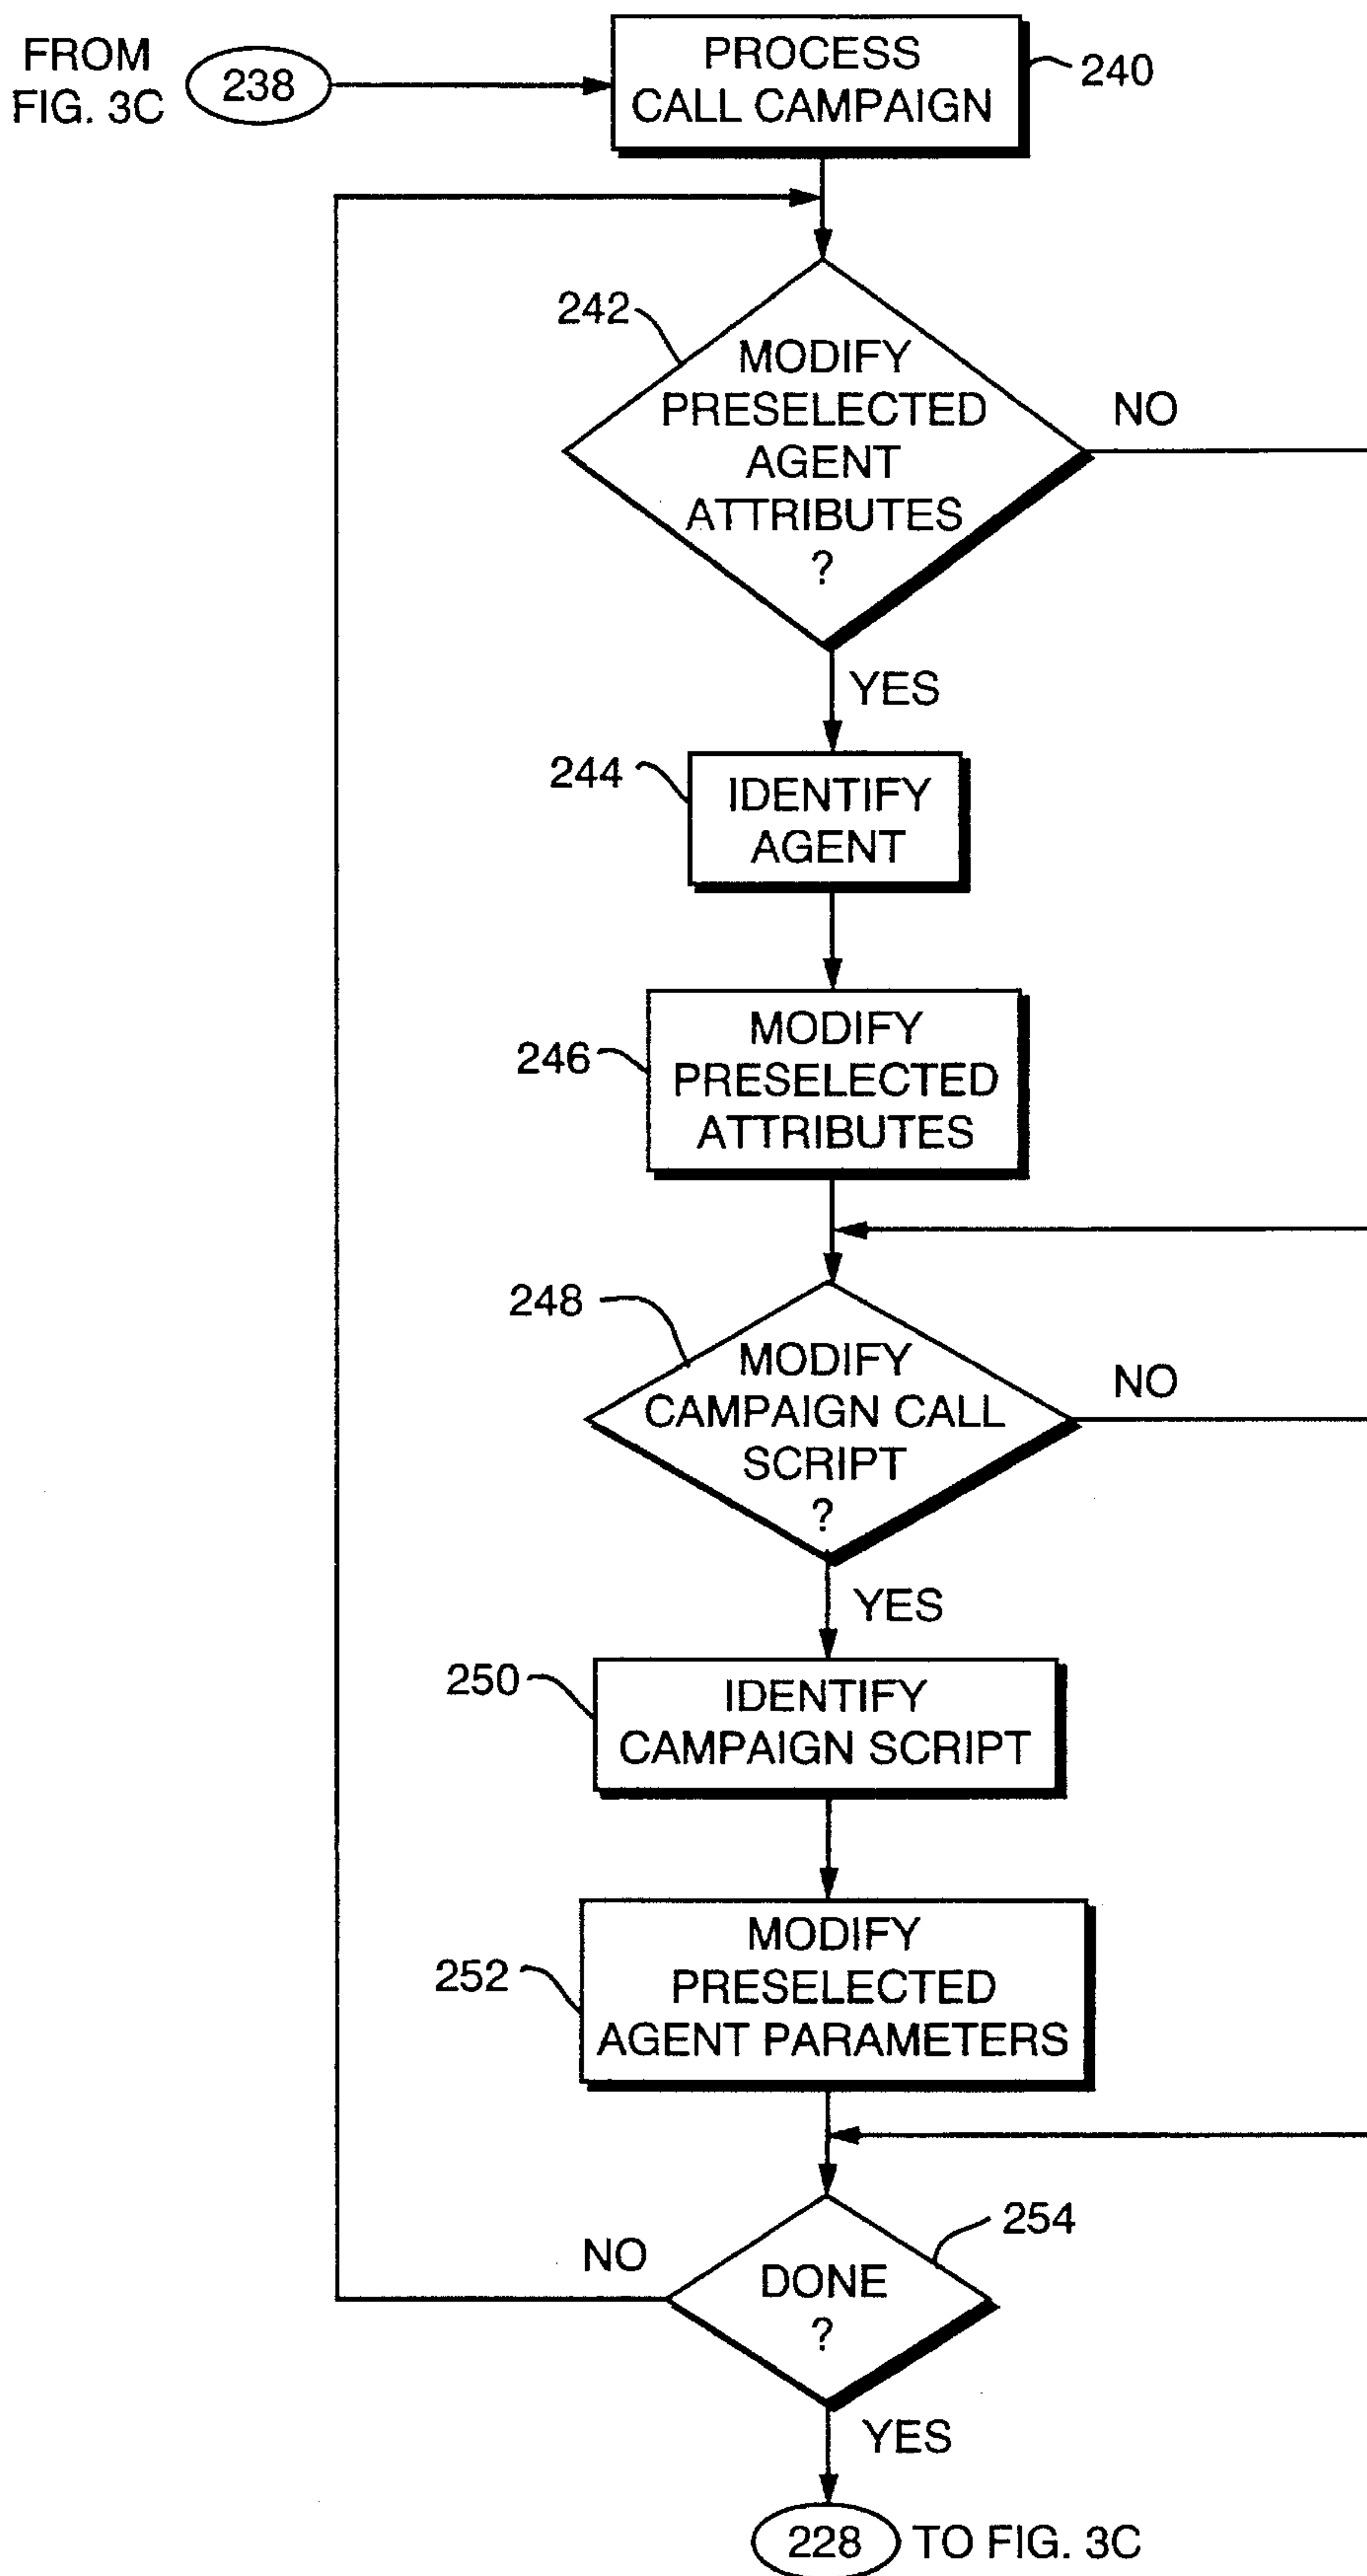 FROM
FIG. 3C
238
PROCESS
CALL CAMPAIGN
240
242
MODIFY
PRESELECTED
AGENT
ATTRIBUTES
?
NO
YES
244
IDENTIFY
AGENT
246
MODIFY
PRESELECTED
ATTRIBUTES
248
MODIFY
CAMPAIGN CALL
SCRIPT
?
NO
YES
250
IDENTIFY
CAMPAIGN SCRIPT
252
MODIFY
PRESELECTED
AGENT PARAMETERS
254
NO
DONE
?
YES
228 TO FIG. 3C